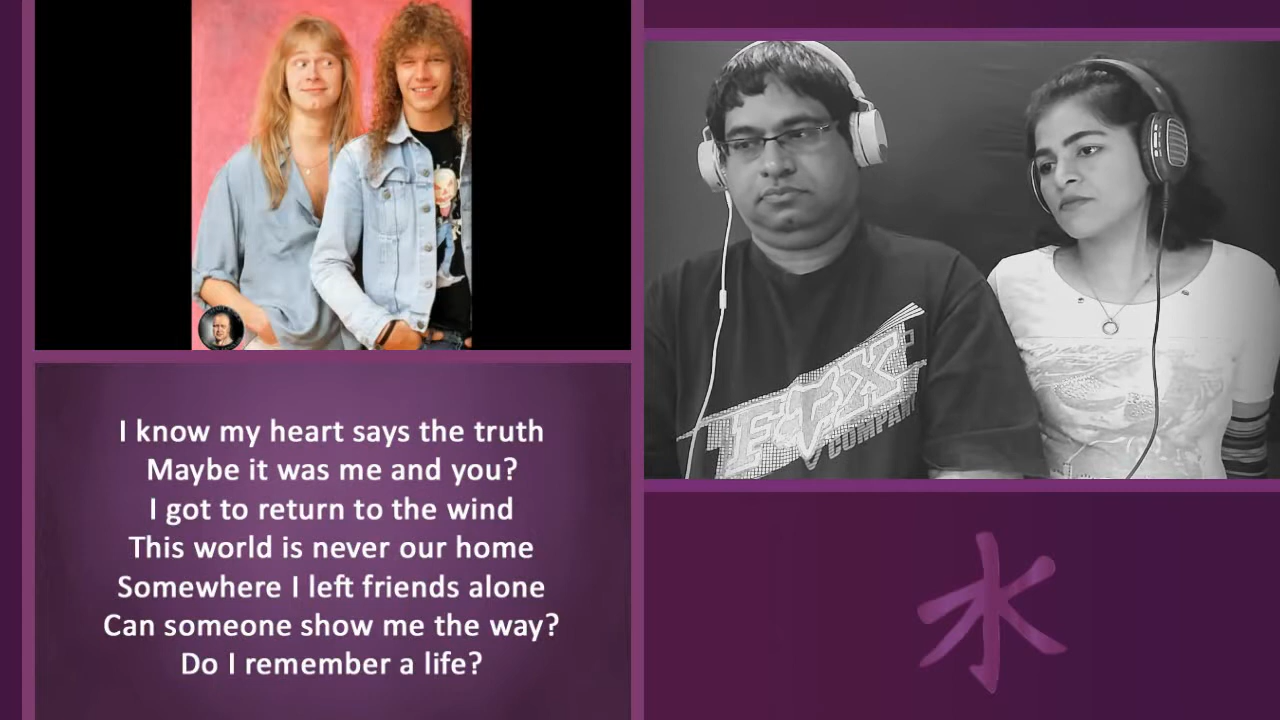 I know my heart says the truth
Maybe it was me and you?
I got to return to the wind
This world is never our home
Somewhere I left friends alone
Can someone show me the way?
Do I remember a life?
FOX
COMPANY
水